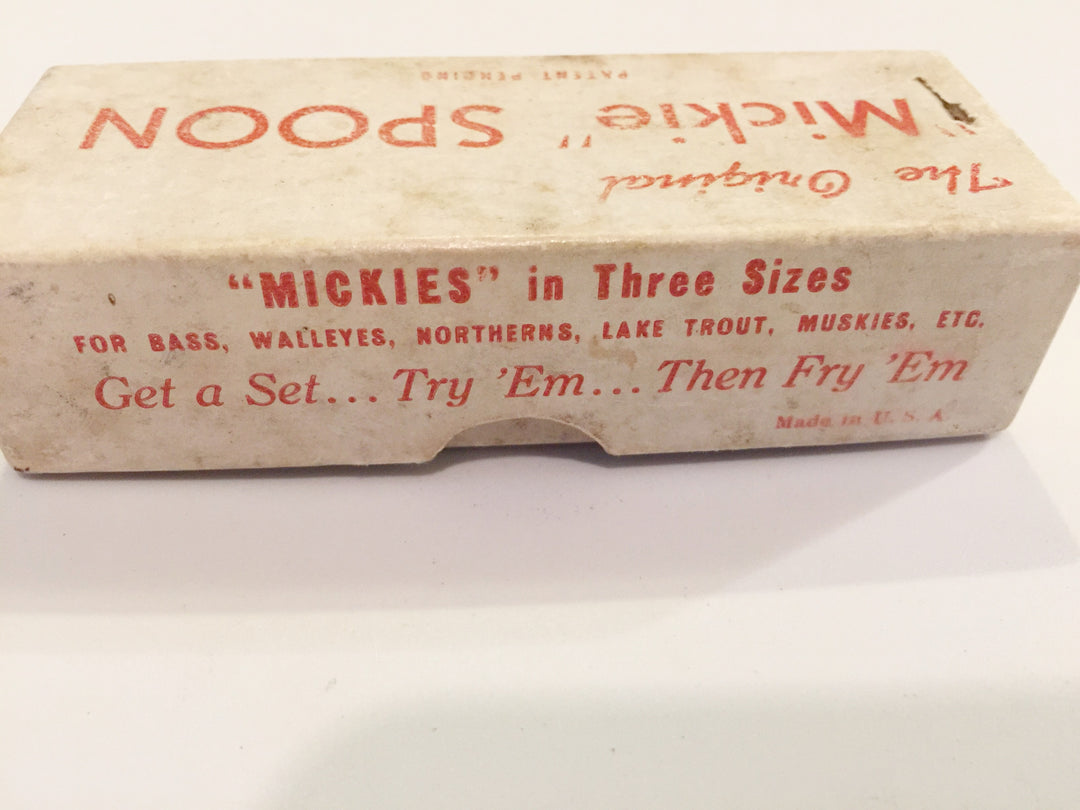 The Original
"Mickie" SPOON
PATENT PENDING
"MICKIES" in Three Sizes
FOR BASS, WALLEYES, NORTHERNS, LAKE TROUT, MUSKIES, ETC.
Get a Set... Try 'Em... Then Fry 'Em
Made in U. S. A.